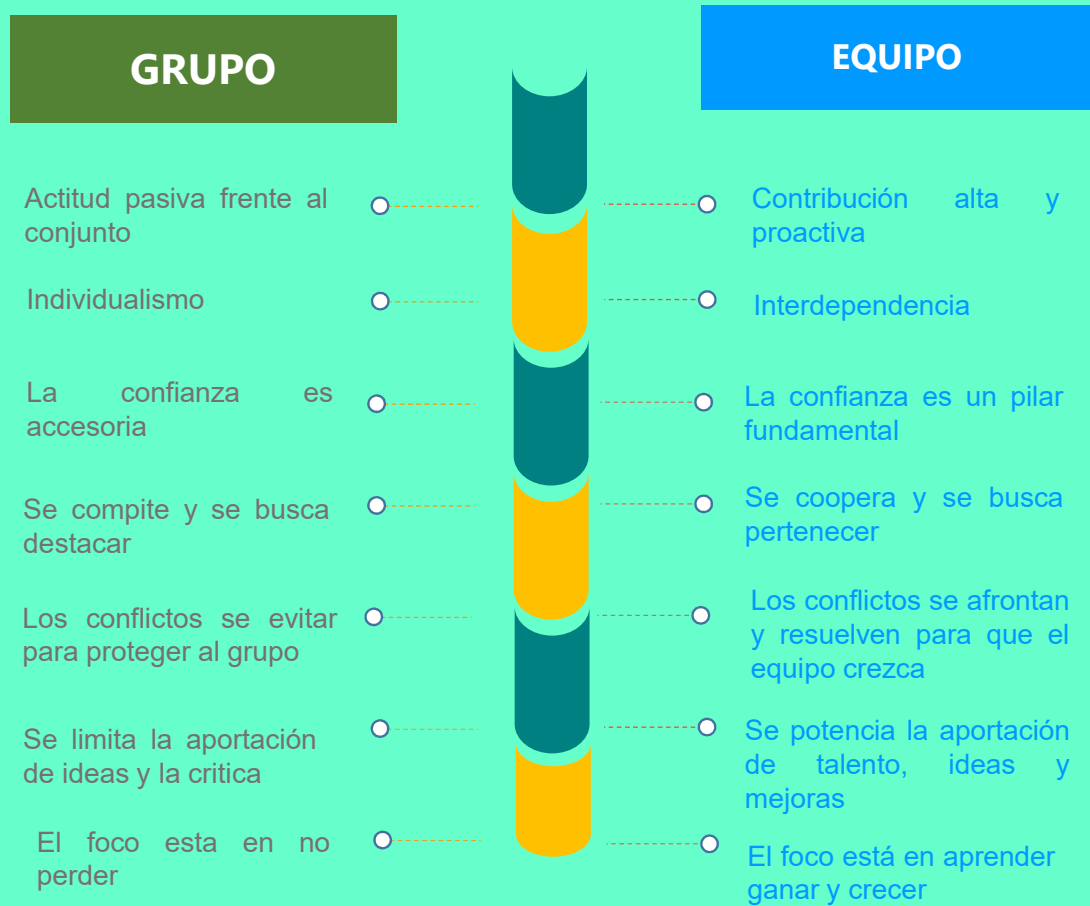 GRUPO
EQUIPO
Actitud pasiva frente al
conjunto
Contribución alta y
proactiva
Individualismo
Interdependencia
La confianza es
accesoria
La confianza es un pilar
fundamental
Se compite y se busca
destacar
Se coopera y se busca
pertenecer
Los conflictos se evitar
para proteger al grupo
Los conflictos se afrontan
y resuelven para que el
equipo crezca
Se limita la aportación
de ideas y la critica
Se potencia la aportación
de talento, ideas y
mejoras
El foco esta en no
perder
El foco está en aprender
ganar y crecer